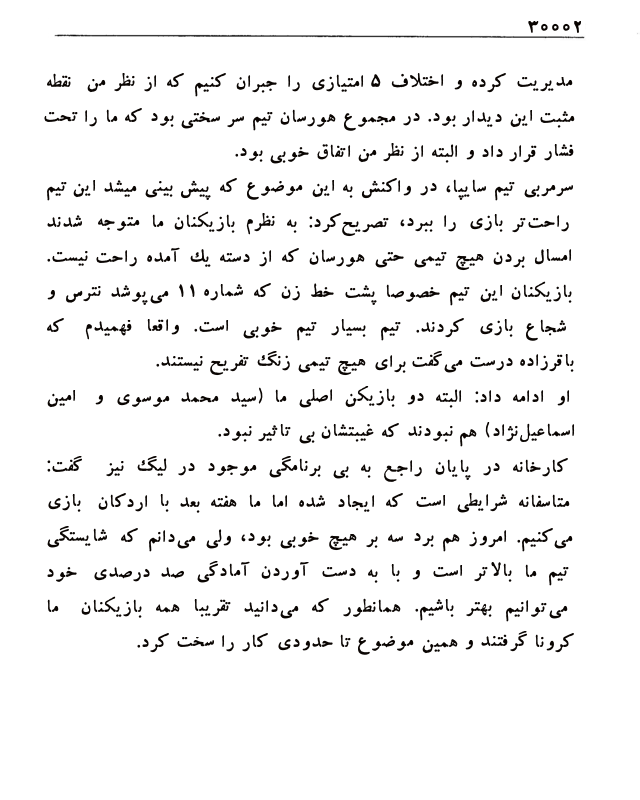 ۳۰۰۰۲
مدیریت کرده و اختلاف ۵ امتیازی را جبران کنیم که از نظر من نقطه
مثبت این دیدار بود. در مجموع هورسان تیم سر سختی بود که ما را تحت
فشار قرار داد و البته از نظر من اتفاق خوبی بود.
سرمربی تیم سایپا، در واکنش به این موضوع که پیش بینی میشد این تیم
راحت‌تر بازی را ببرد، تصریح‌کرد: به نظرم بازیکنان ما متوجه شدند
امسال بردن هیچ تیمی حتی هورسان که از دسته یك آمده راحت نیست.
بازیکنان این تیم خصوصا پشت خط زن که شماره ۱۱ می‌پوشد نترس و
شجاع بازی کردند. تیم بسیار تیم خوبی است. واقعا فهمیدم که
باقرزاده درست می‌گفت برای هیچ تیمی زنگ تفریح نیستند.
او ادامه داد: البته دو بازیکن اصلی ما (سید محمد موسوی و امین
اسماعیل‌نژاد) هم نبودند که غیبتشان بی تاثیر نبود.
کارخانه در پایان راجع به بی برنامگی موجود در لیگ نیز گفت:
متاسفانه شرایطی است که ایجاد شده اما ما هفته بعد با اردکان بازی
می‌کنیم. امروز هم برد سه بر هیچ خوبی بود، ولی می‌دانم که شایستگی
تیم ما بالاتر است و با به دست آوردن آمادگی صد درصدی خود
می‌توانیم بهتر باشیم. همانطور که می‌دانید تقریبا همه بازیکنان ما
کرونا گرفتند و همین موضوع تا حدودی کار را سخت کرد.